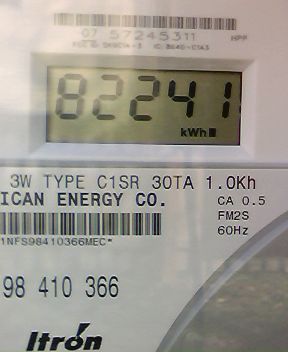 07 57245311 HPP
82241
kWh
3W TYPE C1SR 30TA 1.0Kh
ICAN ENERGY CO. CA 0.5
FM2S
1NFS98410366MEC* 60Hz
98 410 366
Itron